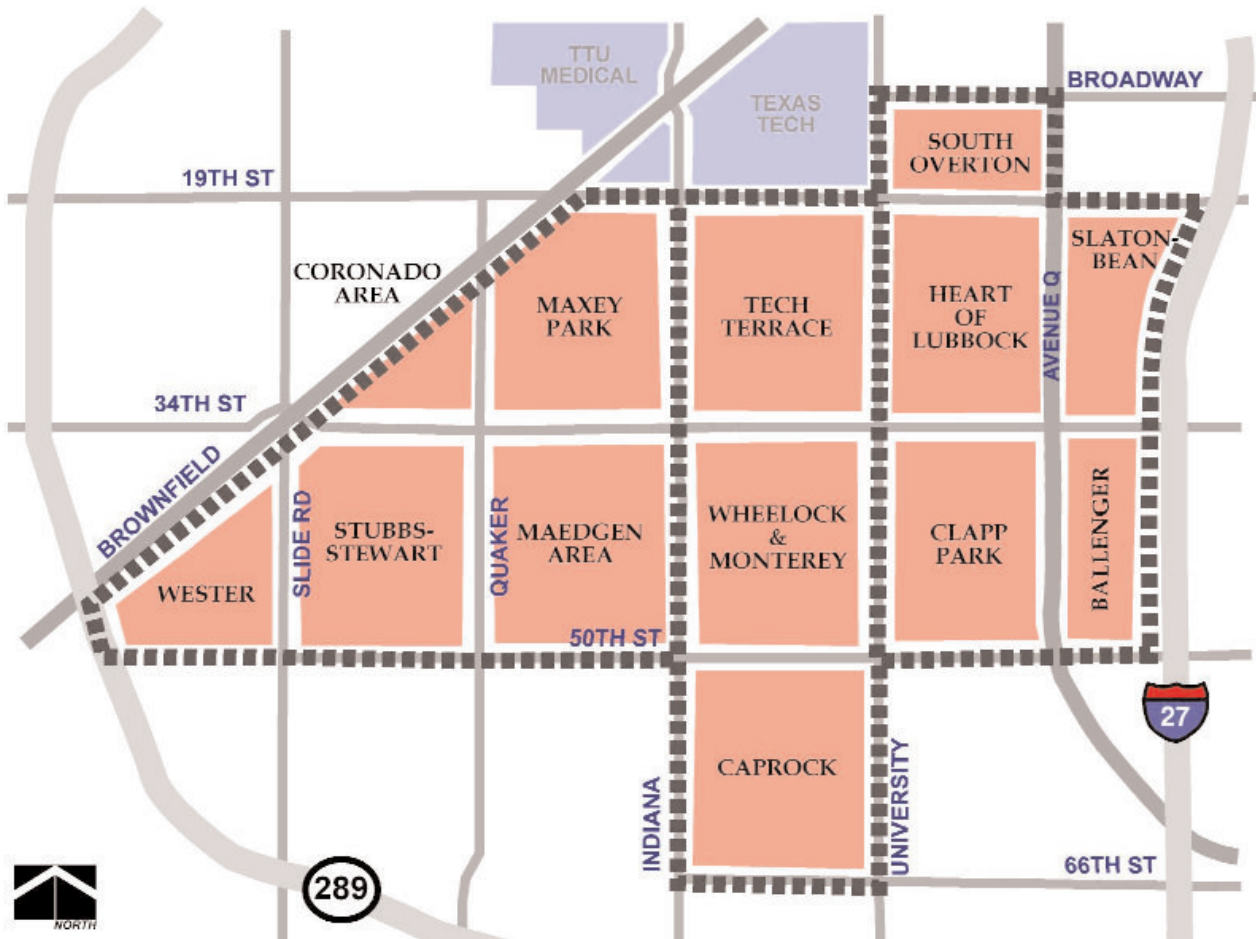 TTU
MEDICAL
TEXAS
TECH
BROADWAY
SOUTH
OVERTON
19TH ST
CORONADO
AREA
MAXEY
PARK
TECH
TERRACE
HEART
OF
LUBBOCK
AVENUE Q
SLATON-
BEAN
34TH ST
BROWNFIELD
WESTER
SLIDE RD
STUBBS-
STEWART
QUAKER
MAEDGEN
AREA
WHEELOCK
&
MONTEREY
CLAPP
PARK
BALLENGER
50TH ST
27
INDIANA
CAPROCK
UNIVERSITY
66TH ST
289
NORTH